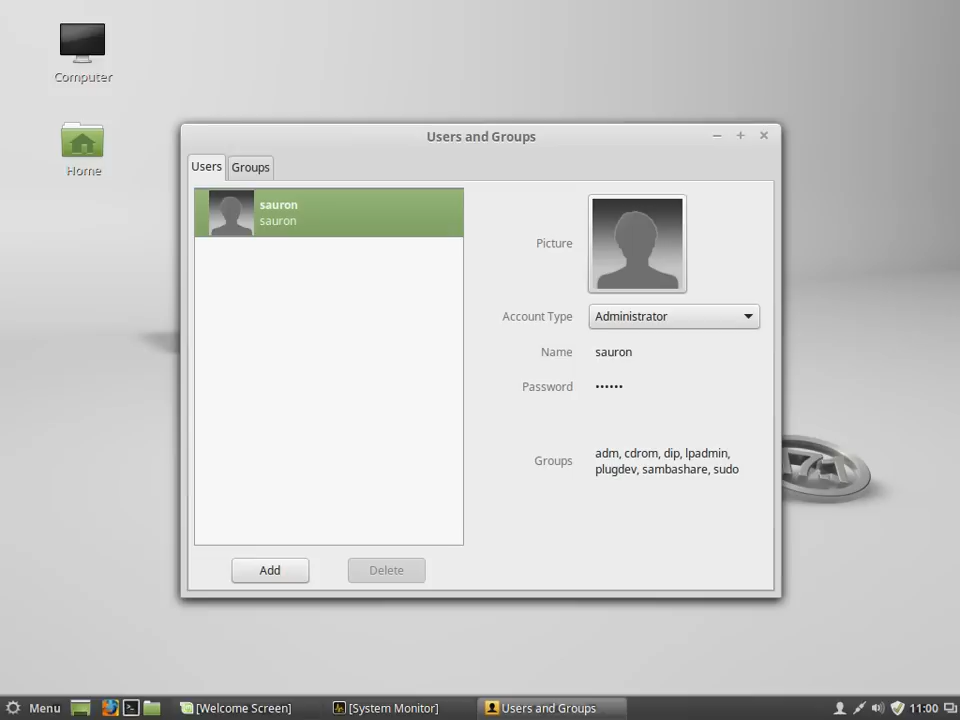 Computer
Home
Users and Groups
Users
Groups
sauron
sauron
Picture
Account Type
Administrator
Name
sauron
Password
••••••
Groups
adm, cdrom, dip, lpadmin,
plugdev, sambashare, sudo
Add
Delete
Menu
[Welcome Screen]
[System Monitor]
Users and Groups
11:00